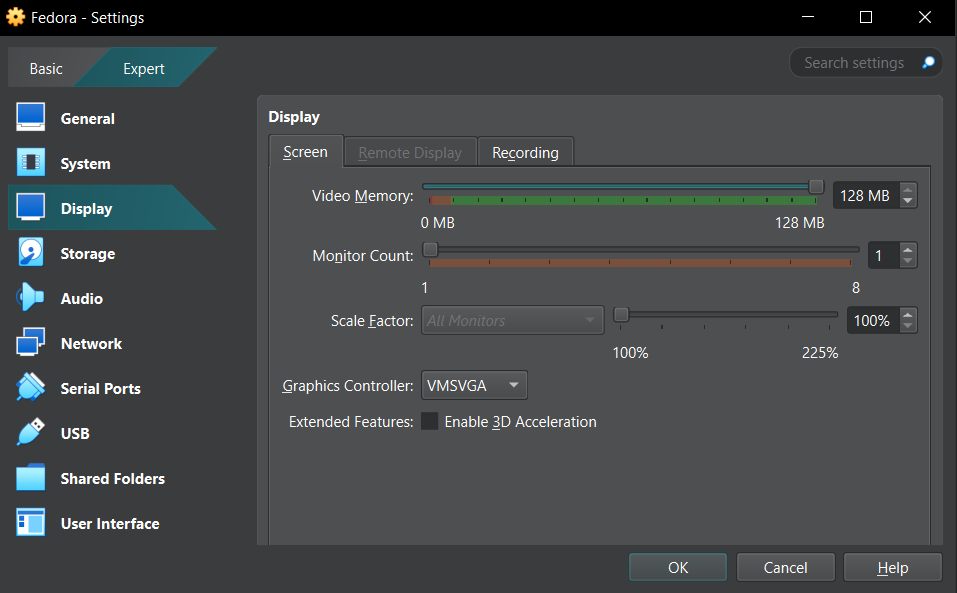 Fedora - Settings
Basic
Expert
Search settings
General
System
Display
Storage
Audio
Network
Serial Ports
USB
Shared Folders
User Interface
Display
Screen
Remote Display
Recording
Video Memory:
128 MB
0 MB
128 MB
Monitor Count:
1
1
8
Scale Factor:
All Monitors
100%
100%
225%
Graphics Controller:
VMSVGA
Extended Features:
Enable 3D Acceleration
OK
Cancel
Help